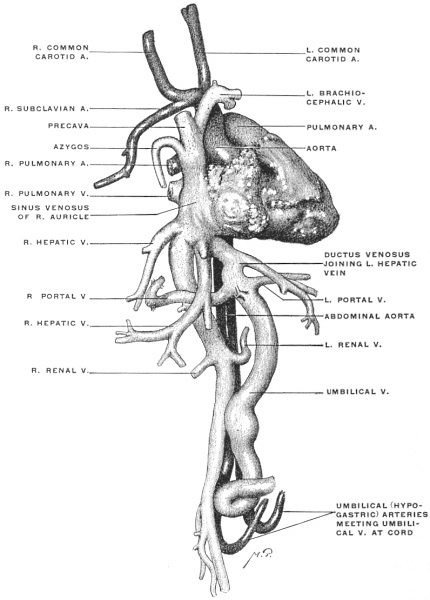 R. COMMON
CAROTID A.
R. SUBCLAVIAN A.
PRECAVA
AZYGOS
R. PULMONARY A.
R. PULMONARY V.
SINUS VENOSUS
OF R. AURICLE
R. HEPATIC V.
R PORTAL V
R. HEPATIC V.
R. RENAL V.
L. COMMON
CAROTID A.
L. BRACHIO-
CEPHALIC V.
PULMONARY A.
AORTA
DUCTUS VENOSUS
JOINING L. HEPATIC
VEIN
L. PORTAL V.
ABDOMINAL AORTA
L. RENAL V.
UMBILICAL V.
UMBILICAL (HYPO-
GASTRIC) ARTERIES
MEETING UMBILI-
CAL V. AT CORD
M.P.